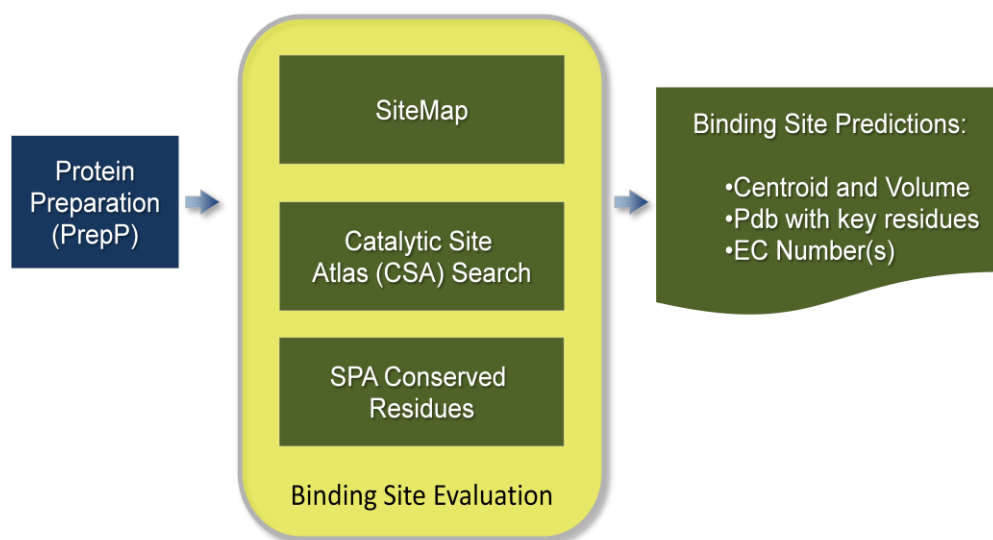 Protein
Preparation
(PrepP)
SiteMap
Catalytic Site
Atlas (CSA) Search
SPA Conserved
Residues
Binding Site Evaluation
Binding Site Predictions:
•Centroid and Volume
•Pdb with key residues
•EC Number(s)